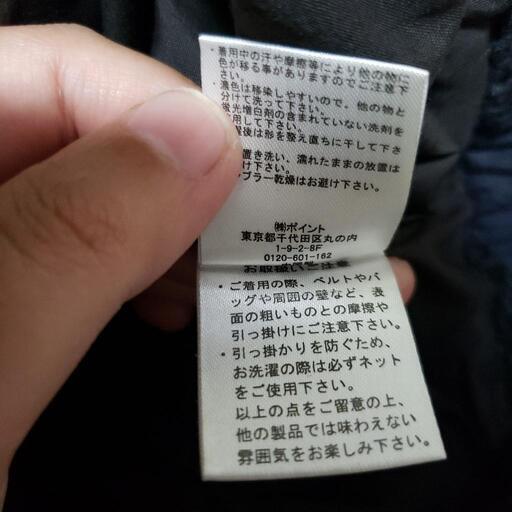 ・着用中の汗や摩擦等により他の物に
色が移る事がありますのでご注意下
さい。
・濃色は移染しやすいので、他の物と
分けて洗って下さい。
蛍光増白剤の含まれていない洗剤を
用して下さい。
濯後は形を整え直ちに干して下さ
置き洗い、濡れたままの放置は
け下さい。
ンブラー乾燥はお避け下さい。
㈱ポイント
東京都千代田区丸の内
1-9-2-8F
0120-601-162
お取扱いご注意
・ご着用の際、ベルトやバ
ッグや周囲の壁など、表
面の粗いものとの摩擦や
引っ掛けにご注意下さい。
・引っ掛かりを防ぐため、
お洗濯の際は必ずネット
をご使用下さい。
以上の点をご留意の上、
他の製品では味わえない
雰囲気をお楽しみ下さい。